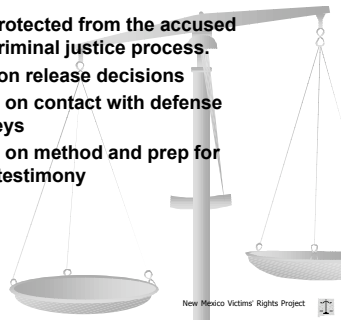 rotected from the accused
riminal justice process.
on release decisions
on contact with defense
eys
on method and prep for
testimony
New Mexico Victims' Rights Project